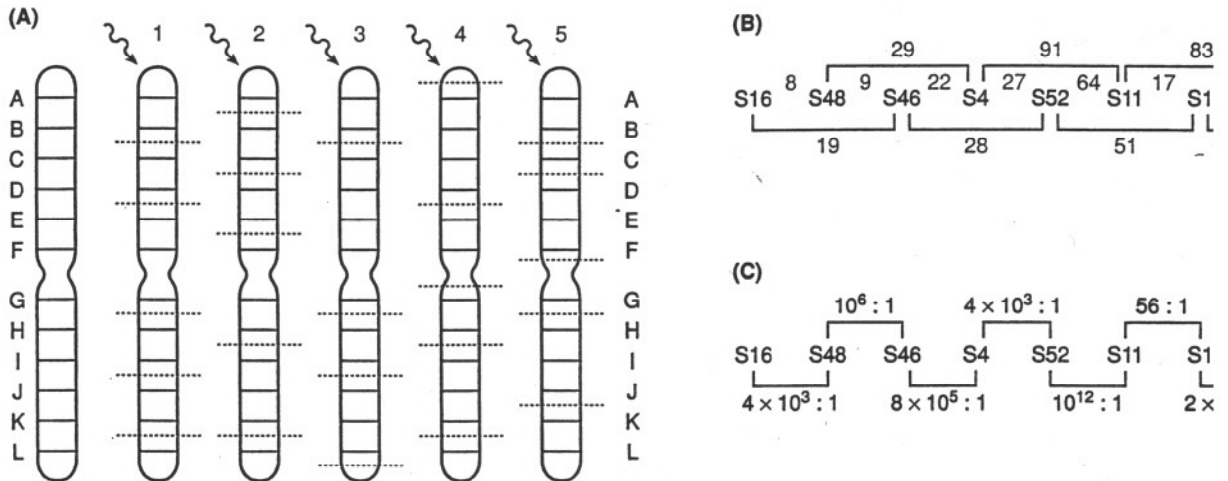 (A)
1 2 3 4 5
A A
B B
C C
D D
E E
F F
G G
H H
I I
J J
K K
L L
(B)
29 91 83
8 9 22 27 64 17
S16 S48 S46 S4 S52 S11 S1
19 28 51
(C)
10⁶ : 1 4 × 10³ : 1 56 : 1
S16 S48 S46 S4 S52 S11 S1
4 × 10³ : 1 8 × 10⁵ : 1 10¹² : 1 2 ×